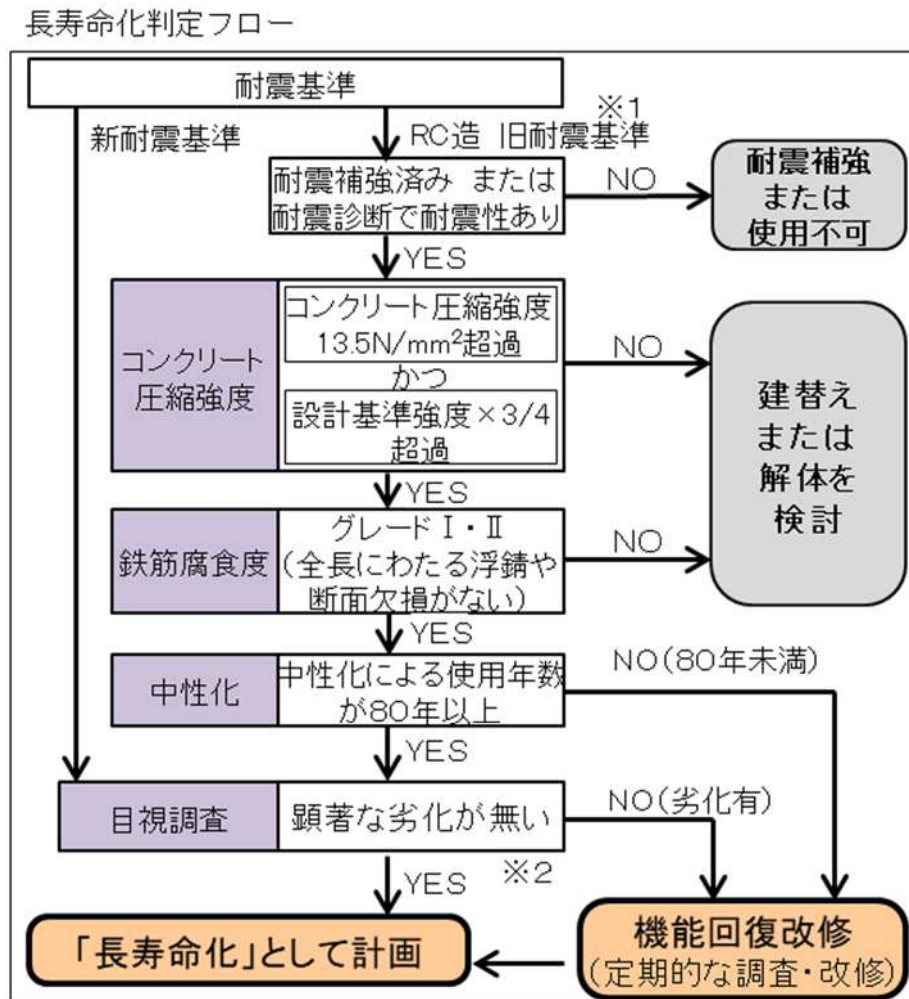 長寿命化判定フロー
耐震基準
※1
新耐震基準
RC造 旧耐震基準
耐震補強済み または
耐震診断で耐震性あり
NO
耐震補強
または
使用不可
YES
コンクリート
圧縮強度
コンクリート圧縮強度
13.5N/mm²超過
かつ
設計基準強度×3/4
超過
NO
建替え
または
解体を
検討
YES
鉄筋腐食度
グレードⅠ・Ⅱ
(全長にわたる浮錆や
断面欠損がない)
NO
YES
中性化
中性化による使用年数
が80年以上
NO(80年未満)
YES
目視調査
顕著な劣化が無い
NO(劣化有)
※2
YES
「長寿命化」として計画
機能回復改修
(定期的な調査・改修)